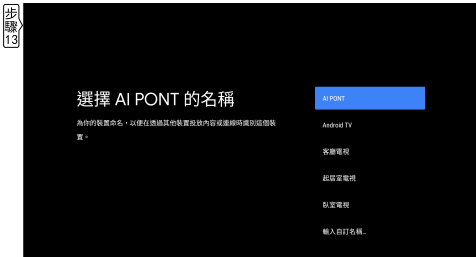 步驟13
選擇 AI PONT 的名稱
為你的裝置命名，以便在透過其他裝置投放內容或連線時識別這個裝
置。
AI PONT
Android TV
客廳電視
起居室電視
臥室電視
輸入自訂名稱…